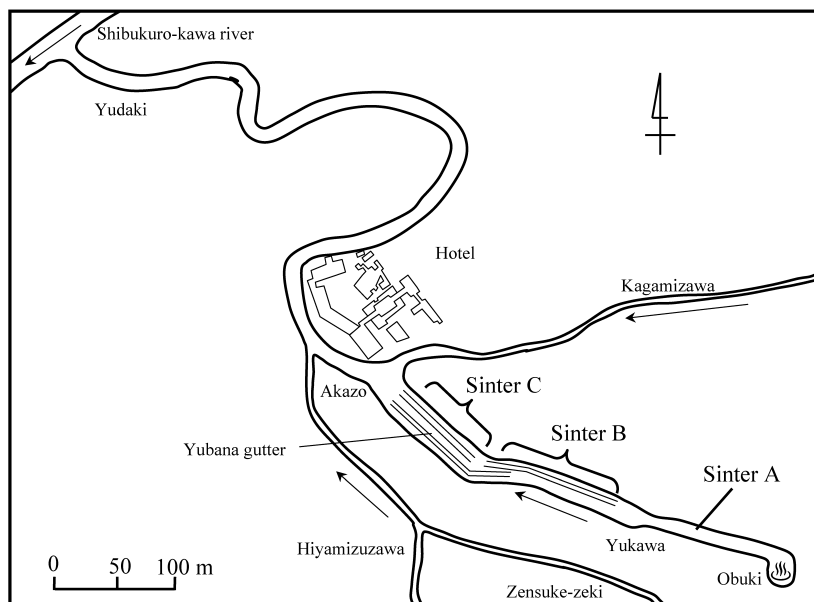 Shibukuro-kawa river
Yudaki
Hotel
Kagamizawa
Sinter C
Akazo
Sinter B
Yubana gutter
Sinter A
Hiyamizuzawa
Yukawa
0 50 100 m
Obuki
Zensuke-zeki